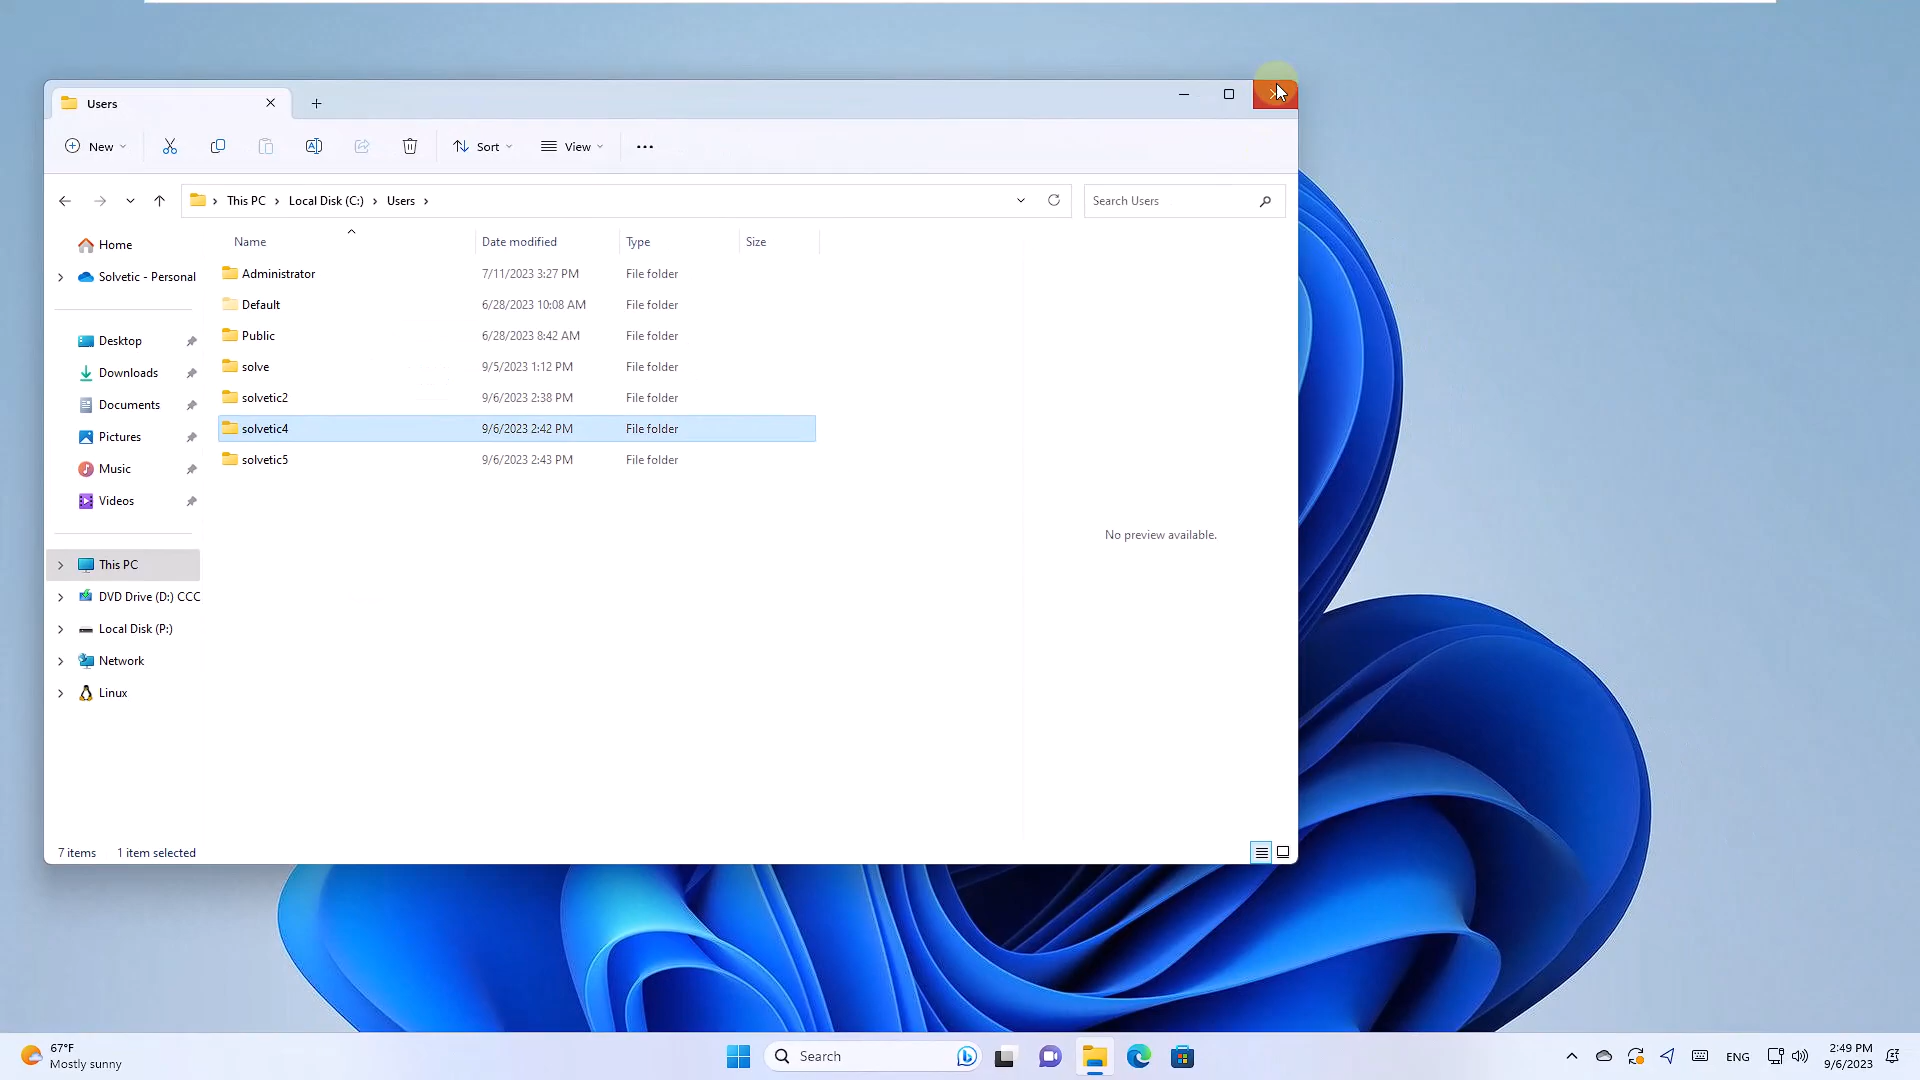 Users
New
Sort
View
This PC
Local Disk (C:)
Users
Search Users
Name
Date modified
Type
Size
Home
Solvetic - Personal
Desktop
Downloads
Documents
Pictures
Music
Videos
This PC
DVD Drive (D:) CCC
Local Disk (P:)
Network
Linux
Administrator 7/11/2023 3:27 PM File folder
Default 6/28/2023 10:08 AM File folder
Public 6/28/2023 8:42 AM File folder
solve 9/5/2023 1:12 PM File folder
solvetic2 9/6/2023 2:38 PM File folder
solvetic4 9/6/2023 2:42 PM File folder
solvetic5 9/6/2023 2:43 PM File folder
No preview available.
7 items 1 item selected
67°F
Mostly sunny
Search
ENG
2:49 PM
9/6/2023